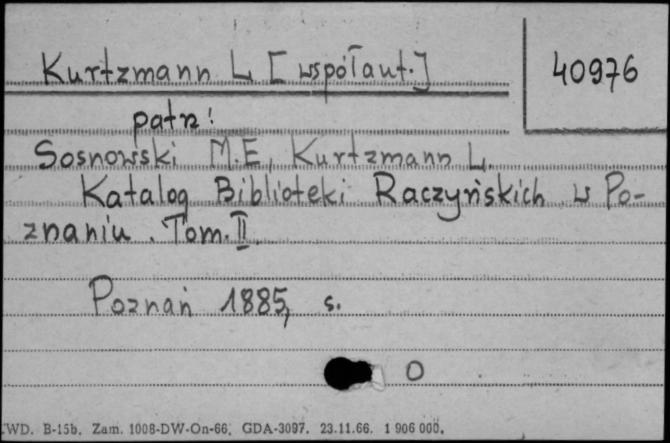 Kurtzmann L [współaut.]
40976
patrz!
Sosnowski M.E, Kurtzmann L.
Katalog Biblioteki Raczyńskich w Po-
znaniu. Tom. II.
Poznań 1885, s.
O
WD. B-15b. Zam. 1008-DW-On-66. GDA-3097. 23.11.66. 1 906 000.